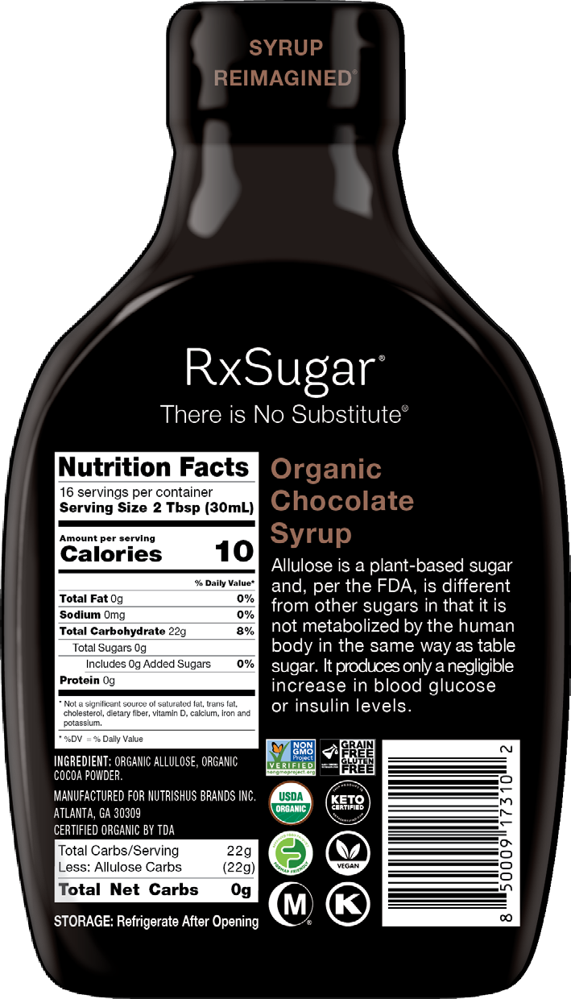 SYRUP
REIMAGINED®
RxSugar®
There is No Substitute®
Nutrition Facts
16 servings per container
Serving Size 2 Tbsp (30mL)
Amount per serving
Calories 10
% Daily Value*
Total Fat 0g 0%
Sodium 0mg 0%
Total Carbohydrate 22g 8%
Total Sugars 0g
Includes 0g Added Sugars 0%
Protein 0g
* Not a significant source of saturated fat, trans fat,
cholesterol, dietary fiber, vitamin D, calcium, iron and
potassium.
* %DV = % Daily Value
INGREDIENT: ORGANIC ALLULOSE, ORGANIC
COCOA POWDER.
MANUFACTURED FOR NUTRISHUS BRANDS INC.
ATLANTA, GA 30309
CERTIFIED ORGANIC BY TDA
Total Carbs/Serving 22g
Less: Allulose Carbs (22g)
Total Net Carbs 0g
STORAGE: Refrigerate After Opening
Organic
Chocolate
Syrup
Allulose is a plant-based sugar
and, per the FDA, is different
from other sugars in that it is
not metabolized by the human
body in the same way as table
sugar. It produces only a negligible
increase in blood glucose
or insulin levels.
NON
GMO
Project
VERIFIED
nongmoproject.org
GRAIN
FREE
GLUTEN
FREE
USDA
ORGANIC
KETO
CERTIFIED
FODMAP FRIENDLY
VEGAN
M®
K
8 50009 17310 2